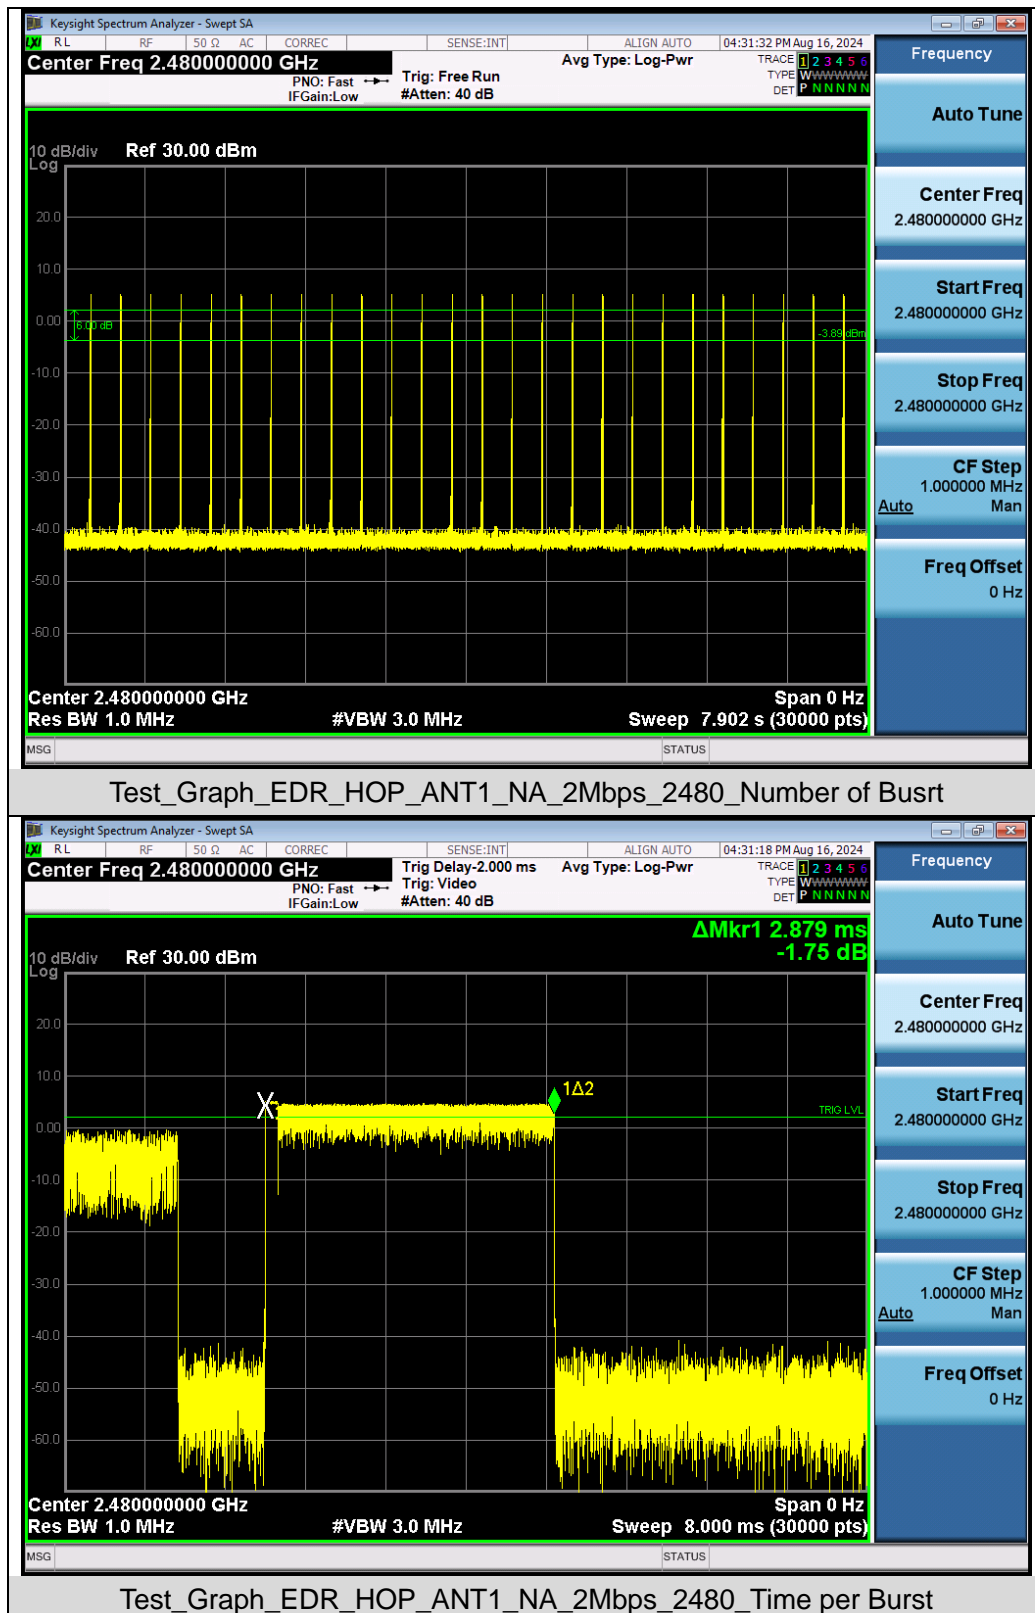 Keysight Spectrum Analyzer - Swept SA
LXI RL RF 50 Ω AC CORREC SENSE:INT ALIGN AUTO 04:31:32 PM Aug 16, 2024
Center Freq 2.480000000 GHz Avg Type: Log-Pwr TRACE 1 2 3 4 5 6
PNO: Fast Trig: Free Run TYPE WWWWWW
IFGain:Low #Atten: 40 dB DET P N N N N N
10 dB/div Ref 30.00 dBm
Log
20.0
10.0
0.00
6.00 dB
-3.89 dBm
-10.0
-20.0
-30.0
-40.0
-50.0
-60.0
Center 2.480000000 GHz Span 0 Hz
Res BW 1.0 MHz #VBW 3.0 MHz Sweep 7.902 s (30000 pts)
MSG STATUS
Frequency
Auto Tune
Center Freq
2.480000000 GHz
Start Freq
2.480000000 GHz
Stop Freq
2.480000000 GHz
CF Step
1.000000 MHz
Auto Man
Freq Offset
0 Hz
Test_Graph_EDR_HOP_ANT1_NA_2Mbps_2480_Number of Busrt
Keysight Spectrum Analyzer - Swept SA
LXI RL RF 50 Ω AC CORREC SENSE:INT ALIGN AUTO 04:31:18 PM Aug 16, 2024
Center Freq 2.480000000 GHz Trig Delay-2.000 ms Avg Type: Log-Pwr TRACE 1 2 3 4 5 6
PNO: Fast Trig: Video TYPE WWWWWW
IFGain:Low #Atten: 40 dB DET P N N N N N
ΔMkr1 2.879 ms
-1.75 dB
10 dB/div Ref 30.00 dBm
Log
20.0
10.0
1Δ2
TRIG LVL
0.00
-10.0
-20.0
-30.0
-40.0
-50.0
-60.0
Center 2.480000000 GHz Span 0 Hz
Res BW 1.0 MHz #VBW 3.0 MHz Sweep 8.000 ms (30000 pts)
MSG STATUS
Frequency
Auto Tune
Center Freq
2.480000000 GHz
Start Freq
2.480000000 GHz
Stop Freq
2.480000000 GHz
CF Step
1.000000 MHz
Auto Man
Freq Offset
0 Hz
Test_Graph_EDR_HOP_ANT1_NA_2Mbps_2480_Time per Burst